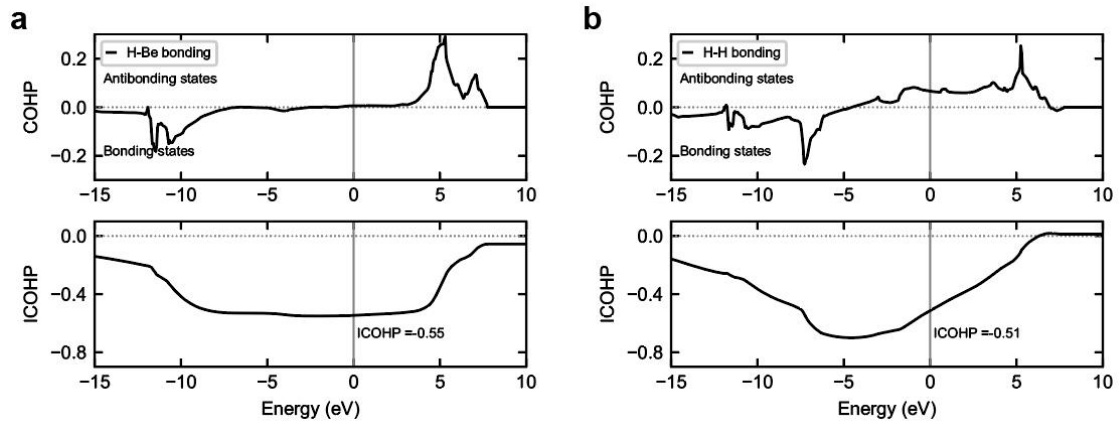 a
b
0.2
0.0
−0.2
COHP
H-Be bonding
Antibonding states
Bonding states
−15 −10 −5 0 5 10
0.2
0.0
−0.2
COHP
H-H bonding
Antibonding states
Bonding states
−15 −10 −5 0 5 10
0.0
−0.4
−0.8
ICOHP
ICOHP =-0.55
−15 −10 −5 0 5 10
Energy (eV)
0.0
−0.4
−0.8
ICOHP
ICOHP =-0.51
−15 −10 −5 0 5 10
Energy (eV)